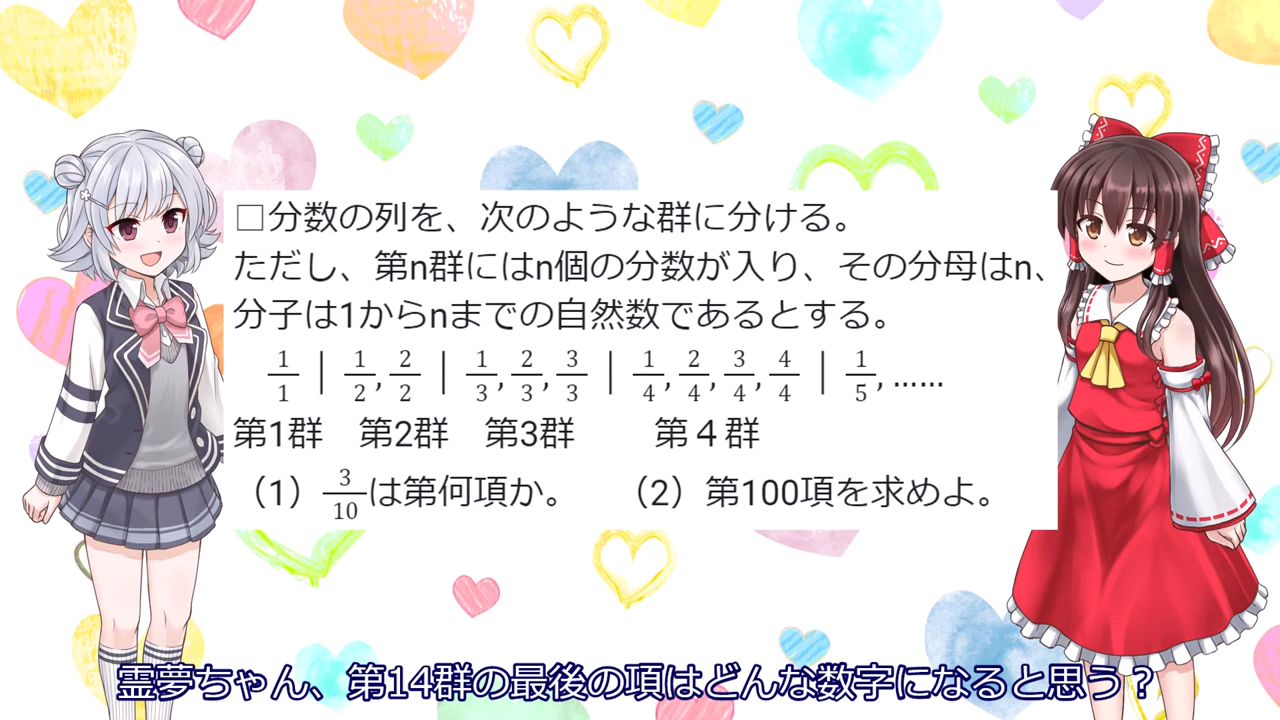 □分数の列を、次のような群に分ける。
ただし、第n群にはn個の分数が入り、その分母はn、
分子は1からnまでの自然数であるとする。
1/1 | 1/2, 2/2 | 1/3, 2/3, 3/3 | 1/4, 2/4, 3/4, 4/4 | 1/5, ……
第1群 第2群 第3群 第４群
（1）3/10は第何項か。 （2）第100項を求めよ。
霊夢ちゃん、第14群の最後の項はどんな数字になると思う？